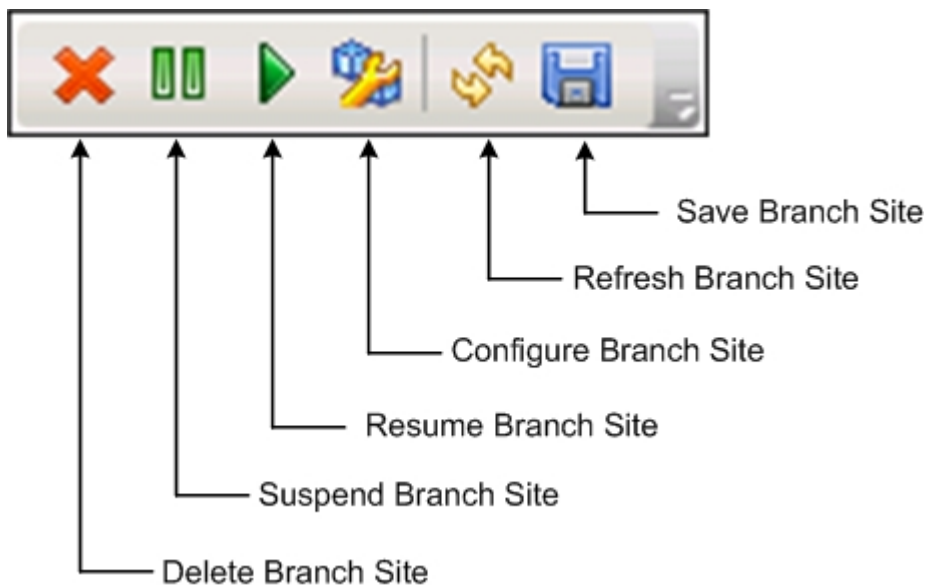 Save Branch Site
Refresh Branch Site
Configure Branch Site
Resume Branch Site
Suspend Branch Site
Delete Branch Site